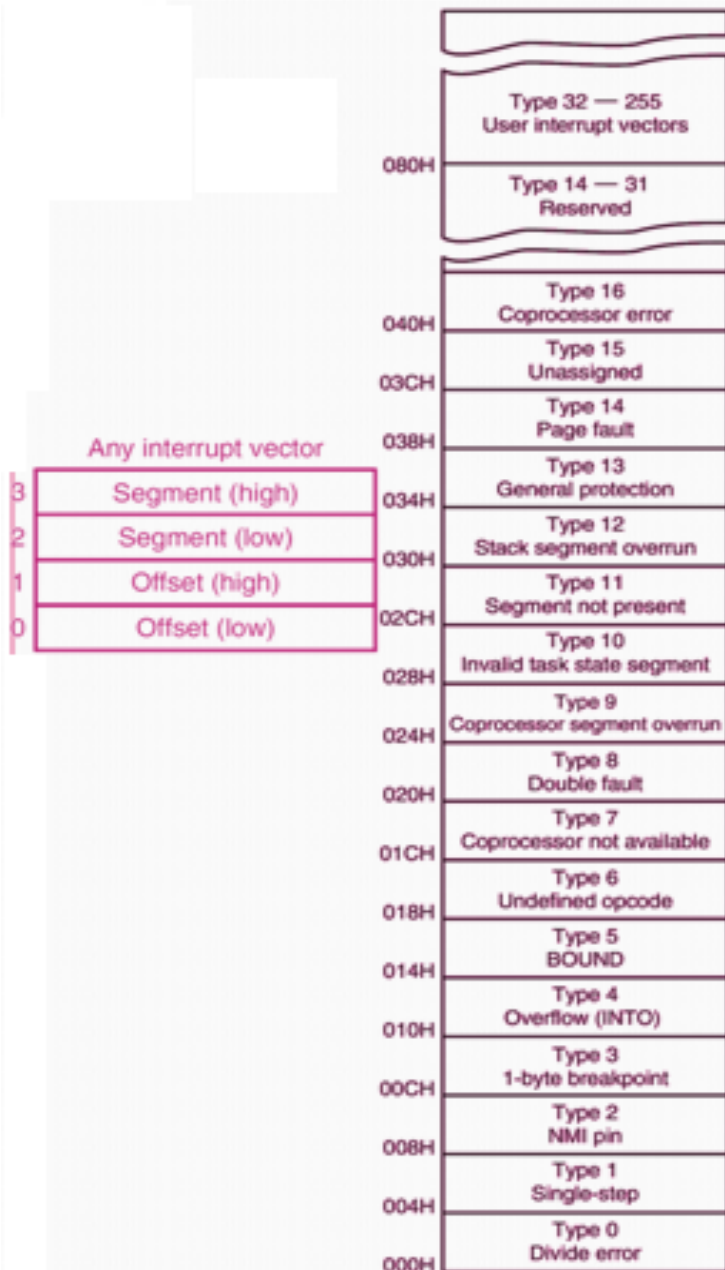 Type 32 — 255
User interrupt vectors
080H
Type 14 — 31
Reserved
Type 16
Coprocessor error
040H
Type 15
Unassigned
03CH
Type 14
Page fault
038H
Any interrupt vector
3 Segment (high)
2 Segment (low)
1 Offset (high)
0 Offset (low)
Type 13
General protection
034H
Type 12
Stack segment overrun
030H
Type 11
Segment not present
02CH
Type 10
Invalid task state segment
028H
Type 9
Coprocessor segment overrun
024H
Type 8
Double fault
020H
Type 7
Coprocessor not available
01CH
Type 6
Undefined opcode
018H
Type 5
BOUND
014H
Type 4
Overflow (INTO)
010H
Type 3
1-byte breakpoint
00CH
Type 2
NMI pin
008H
Type 1
Single-step
004H
Type 0
Divide error
000H